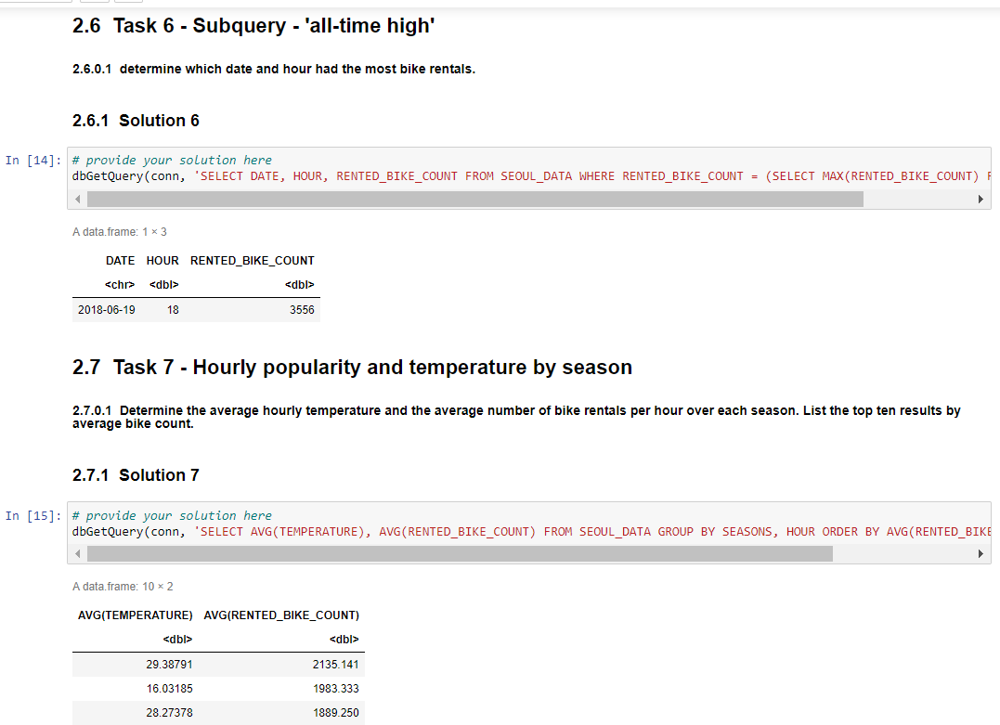 2.6 Task 6 - Subquery - 'all-time high'
2.6.0.1 determine which date and hour had the most bike rentals.
2.6.1 Solution 6
In [14]: # provide your solution here
dbGetQuery(conn, 'SELECT DATE, HOUR, RENTED_BIKE_COUNT FROM SEOUL_DATA WHERE RENTED_BIKE_COUNT = (SELECT MAX(RENTED_BIKE_COUNT)
A data.frame: 1 × 3
DATE HOUR RENTED_BIKE_COUNT
<chr> <dbl> <dbl>
2018-06-19 18 3556
2.7 Task 7 - Hourly popularity and temperature by season
2.7.0.1 Determine the average hourly temperature and the average number of bike rentals per hour over each season. List the top ten results by
average bike count.
2.7.1 Solution 7
In [15]: # provide your solution here
dbGetQuery(conn, 'SELECT AVG(TEMPERATURE), AVG(RENTED_BIKE_COUNT) FROM SEOUL_DATA GROUP BY SEASONS, HOUR ORDER BY AVG(RENTED_BIKE
A data.frame: 10 × 2
AVG(TEMPERATURE) AVG(RENTED_BIKE_COUNT)
<dbl> <dbl>
29.38791 2135.141
16.03185 1983.333
28.27378 1889.250